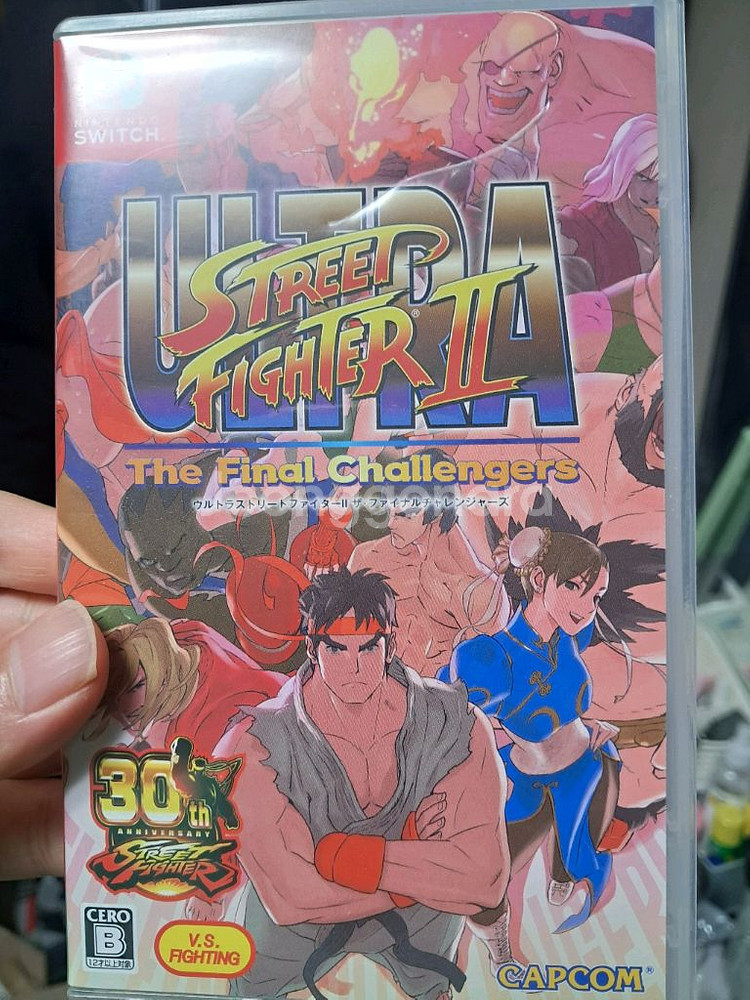 NINTENDO
SWITCH
ULTRA
STREET
FIGHTER II
®
The Final Challengers
ウルトラストリートファイターII ザ・ファイナルチャレンジャーズ
30th
ANNIVERSARY
STREET
FIGHTER
CERO
B
12才以上対象
V.S.
FIGHTING
CAPCOM®